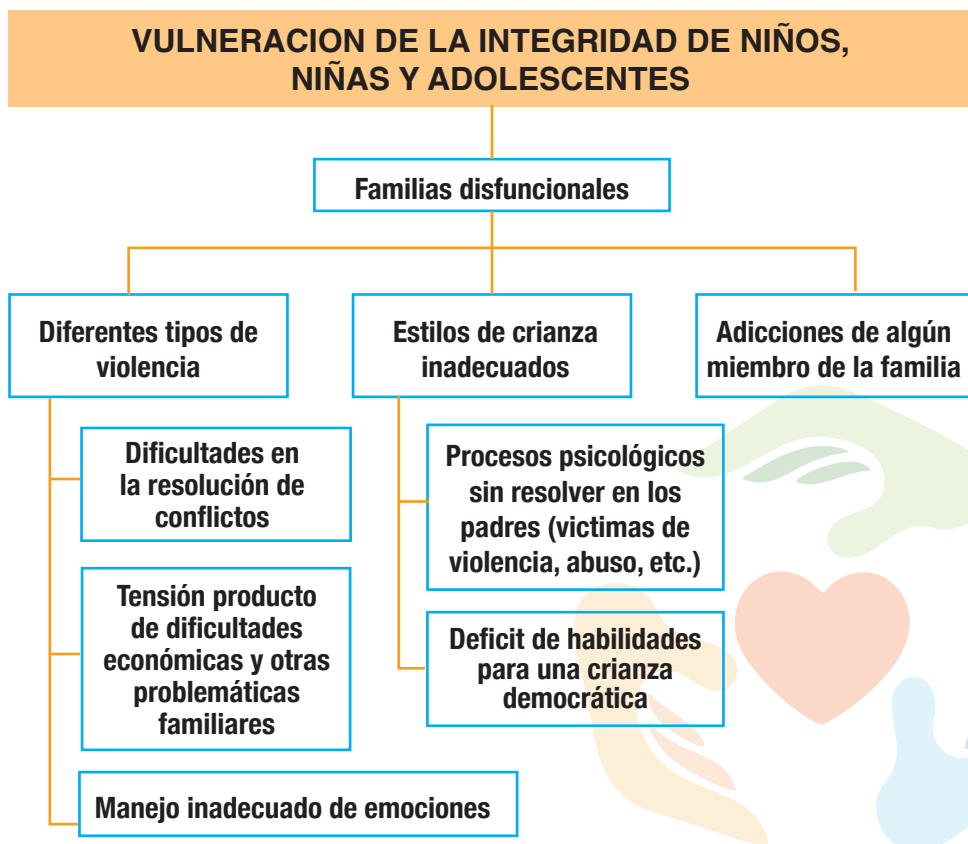 VULNERACION DE LA INTEGRIDAD DE NIÑOS,
NIÑAS Y ADOLESCENTES
Familias disfuncionales
Diferentes tipos de
violencia
Dificultades en
la resolución de
conflictos
Tensión producto
de dificultades
económicas y otras
problemáticas
familiares
Manejo inadecuado de emociones
Estilos de crianza
inadecuados
Procesos psicológicos
sin resolver en los
padres (victimas de
violencia, abuso, etc.)
Deficit de habilidades
para una crianza
democrática
Adicciones de algún
miembro de la familia